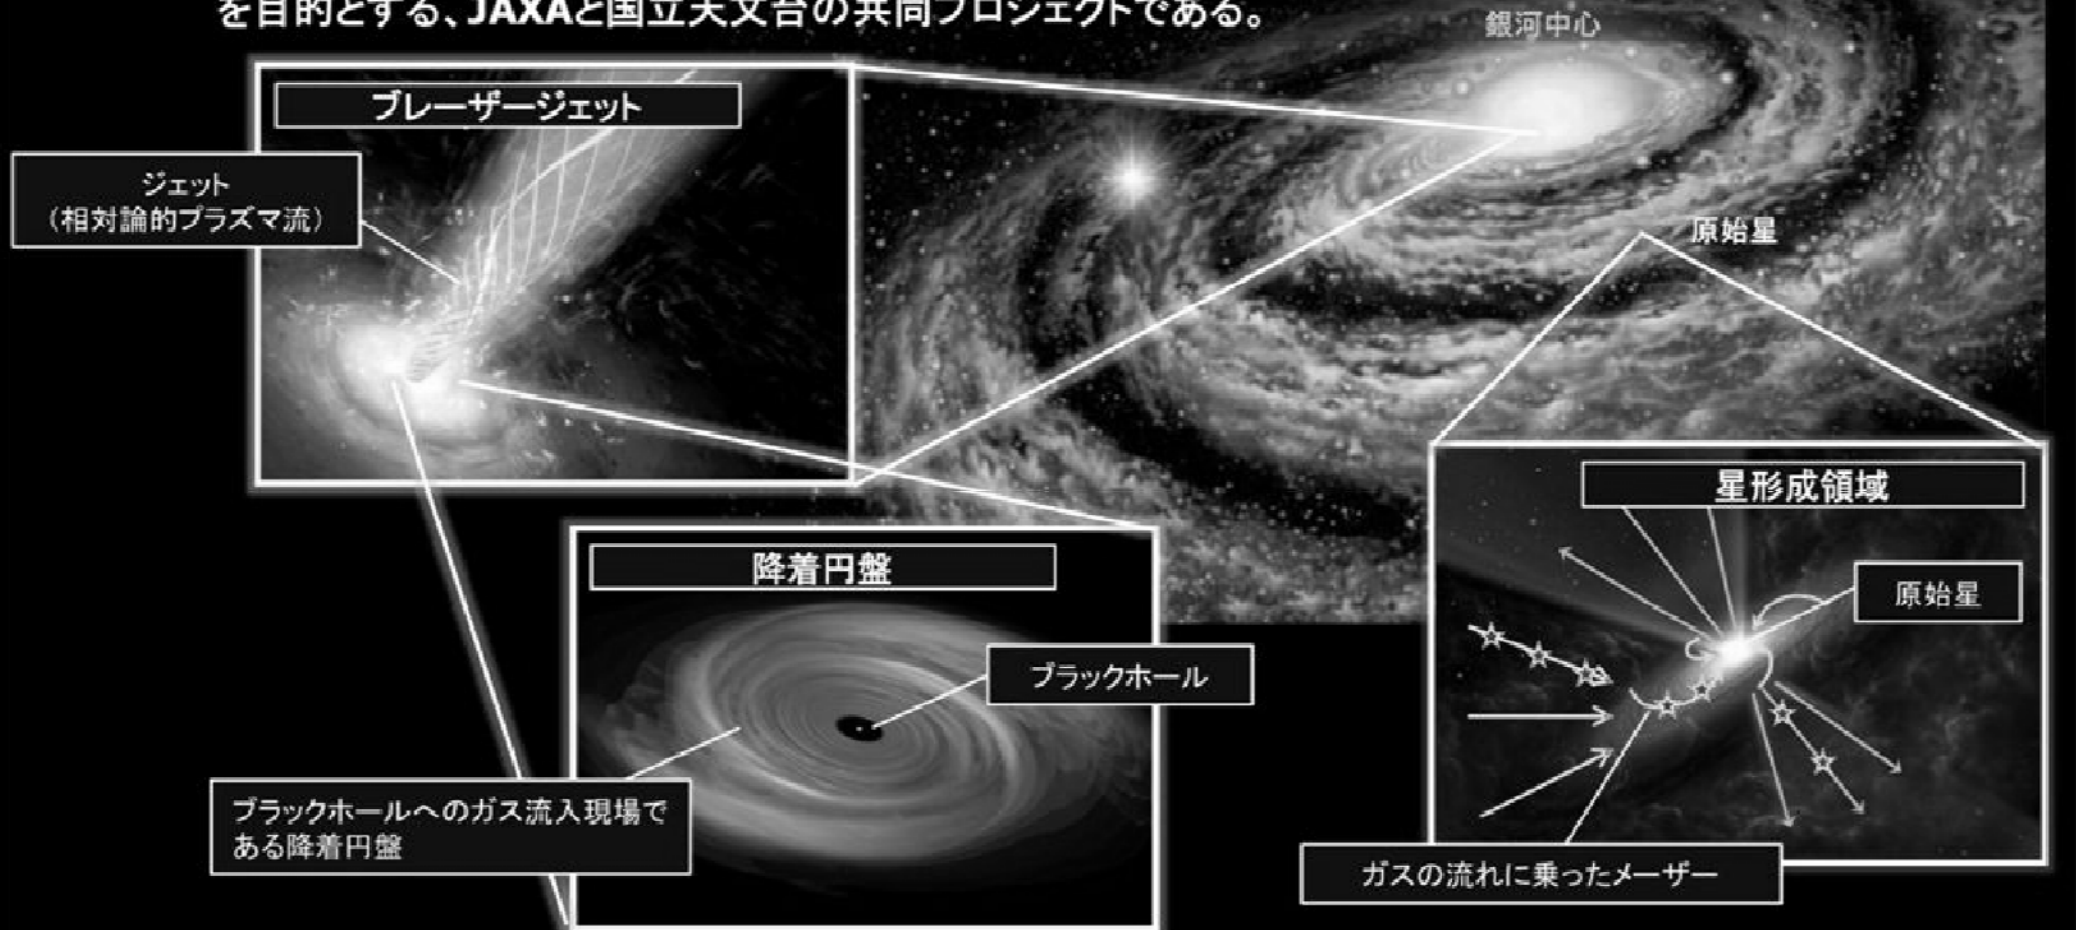 を目的とする、JAXAと国立天文台の共同プロジェクトである。
銀河中心
ブレーザージェット
ジェット
（相対論的プラズマ流）
原始星
星形成領域
降着円盤
原始星
ブラックホール
ブラックホールへのガス流入現場で
ある降着円盤
ガスの流れに乗ったメーザー